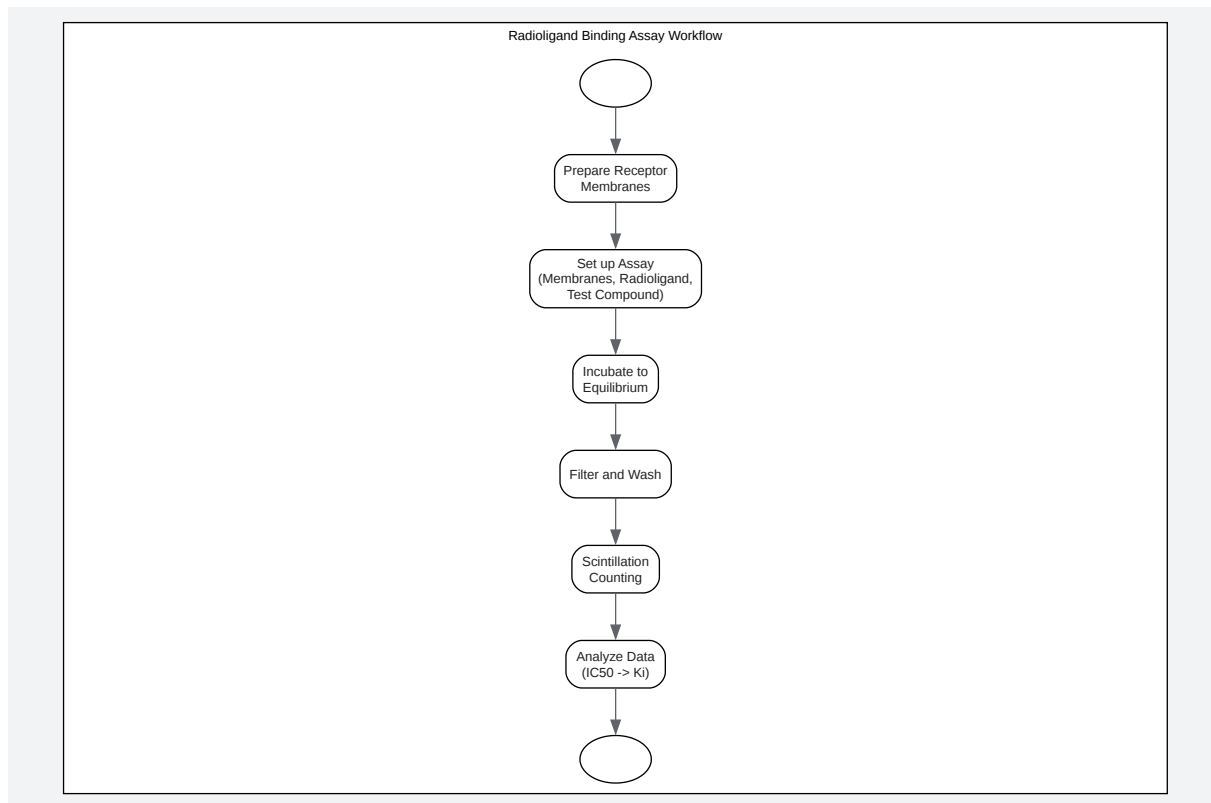 Radioligand Binding Assay Workflow
Prepare Receptor
Membranes
Set up Assay
(Membranes, Radioligand,
Test Compound)
Incubate to
Equilibrium
Filter and Wash
Scintillation
Counting
Analyze Data
(IC50 -> Ki)